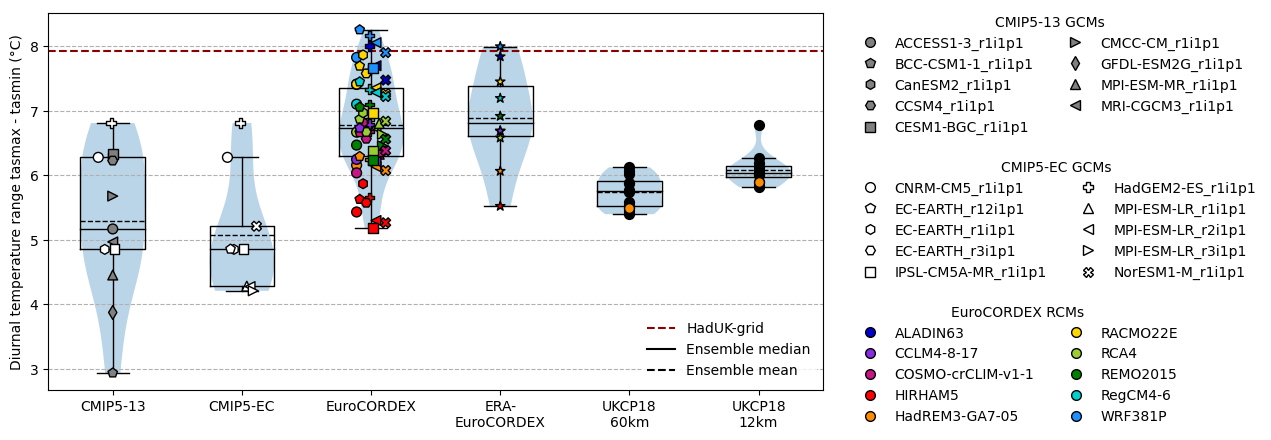 Diurnal temperature range tasmax - tasmin (°C)
8
7
6
5
4
3
HadUK-grid
Ensemble median
Ensemble mean
CMIP5-13
CMIP5-EC
EuroCORDEX
ERA-
EuroCORDEX
UKCP18
60km
UKCP18
12km
CMIP5-13 GCMs
ACCESS1-3_r1i1p1
BCC-CSM1-1_r1i1p1
CanESM2_r1i1p1
CCSM4_r1i1p1
CESM1-BGC_r1i1p1
CMCC-CM_r1i1p1
GFDL-ESM2G_r1i1p1
MPI-ESM-MR_r1i1p1
MRI-CGCM3_r1i1p1
CMIP5-EC GCMs
CNRM-CM5_r1i1p1
EC-EARTH_r12i1p1
EC-EARTH_r1i1p1
EC-EARTH_r3i1p1
IPSL-CM5A-MR_r1i1p1
HadGEM2-ES_r1i1p1
MPI-ESM-LR_r1i1p1
MPI-ESM-LR_r2i1p1
MPI-ESM-LR_r3i1p1
NorESM1-M_r1i1p1
EuroCORDEX RCMs
ALADIN63
CCLM4-8-17
COSMO-crCLIM-v1-1
HIRHAM5
HadREM3-GA7-05
RACMO22E
RCA4
REMO2015
RegCM4-6
WRF381P